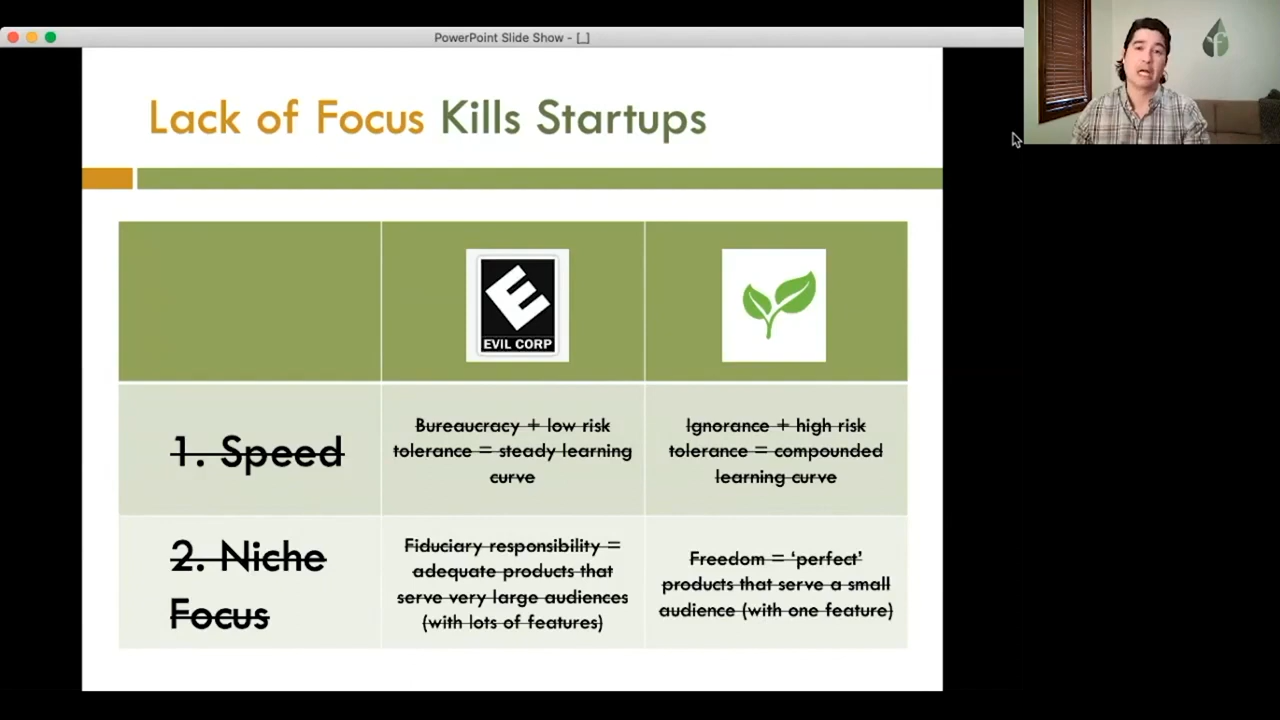 PowerPoint Slide Show - [_]
f
Lack of Focus Kills Startups
E
EVIL CORP
1. Speed
Bureaucracy + low risk
tolerance = steady learning
curve
Ignorance + high risk
tolerance = compounded
learning curve
2. Niche
Focus
Fiduciary responsibility =
adequate products that
serve very large audiences
(with lots of features)
Freedom = ‘perfect’
products that serve a small
audience (with one feature)